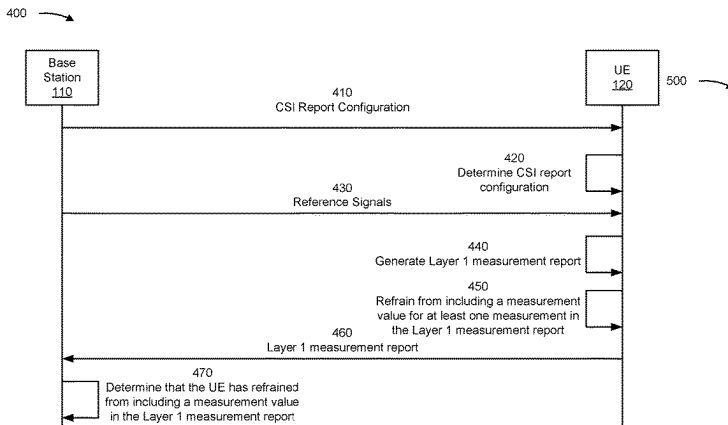 400
Base
Station
110
UE
120
500
410
CSI Report Configuration
420
Determine CSI report
configuration
430
Reference Signals
440
Generate Layer 1 measurement report
450
Refrain from including a measurement
value for at least one measurement in
the Layer 1 measurement report
460
Layer 1 measurement report
470
Determine that the UE has refrained
from including a measurement value
in the Layer 1 measurement report